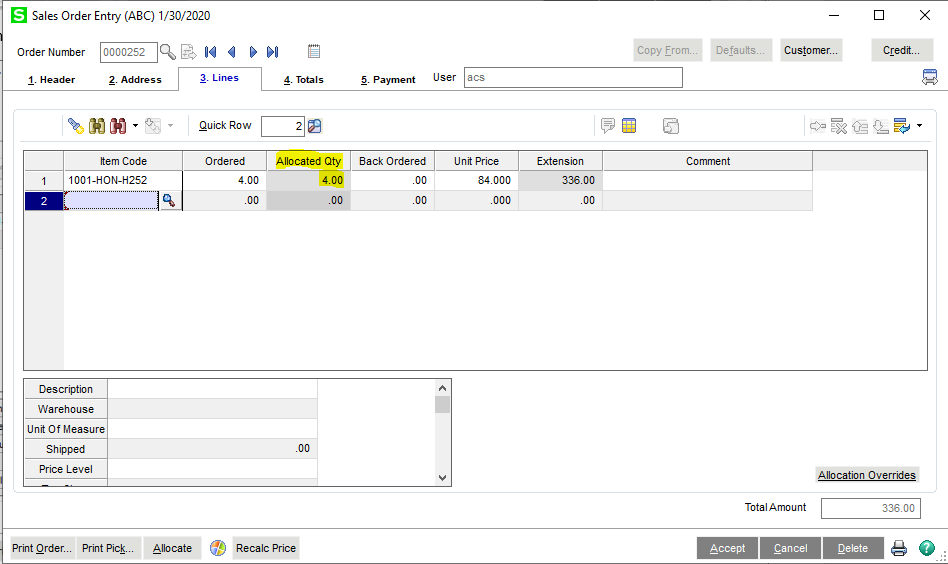 S Sales Order Entry (ABC) 1/30/2020
Order Number 0000252 Copy From... Defaults... Customer... Credit...
1. Header 2. Address 3. Lines 4. Totals 5. Payment User acs
Quick Row 2
Item Code Ordered Allocated Qty Back Ordered Unit Price Extension Comment
1 1001-HON-H252 4.00 4.00 .00 84.000 336.00
2 .00 .00 .00 .000 .00
Description
Warehouse
Unit Of Measure
Shipped .00
Price Level
Allocation Overrides
Total Amount 336.00
Print Order... Print Pick... Allocate Recalc Price Accept Cancel Delete ?